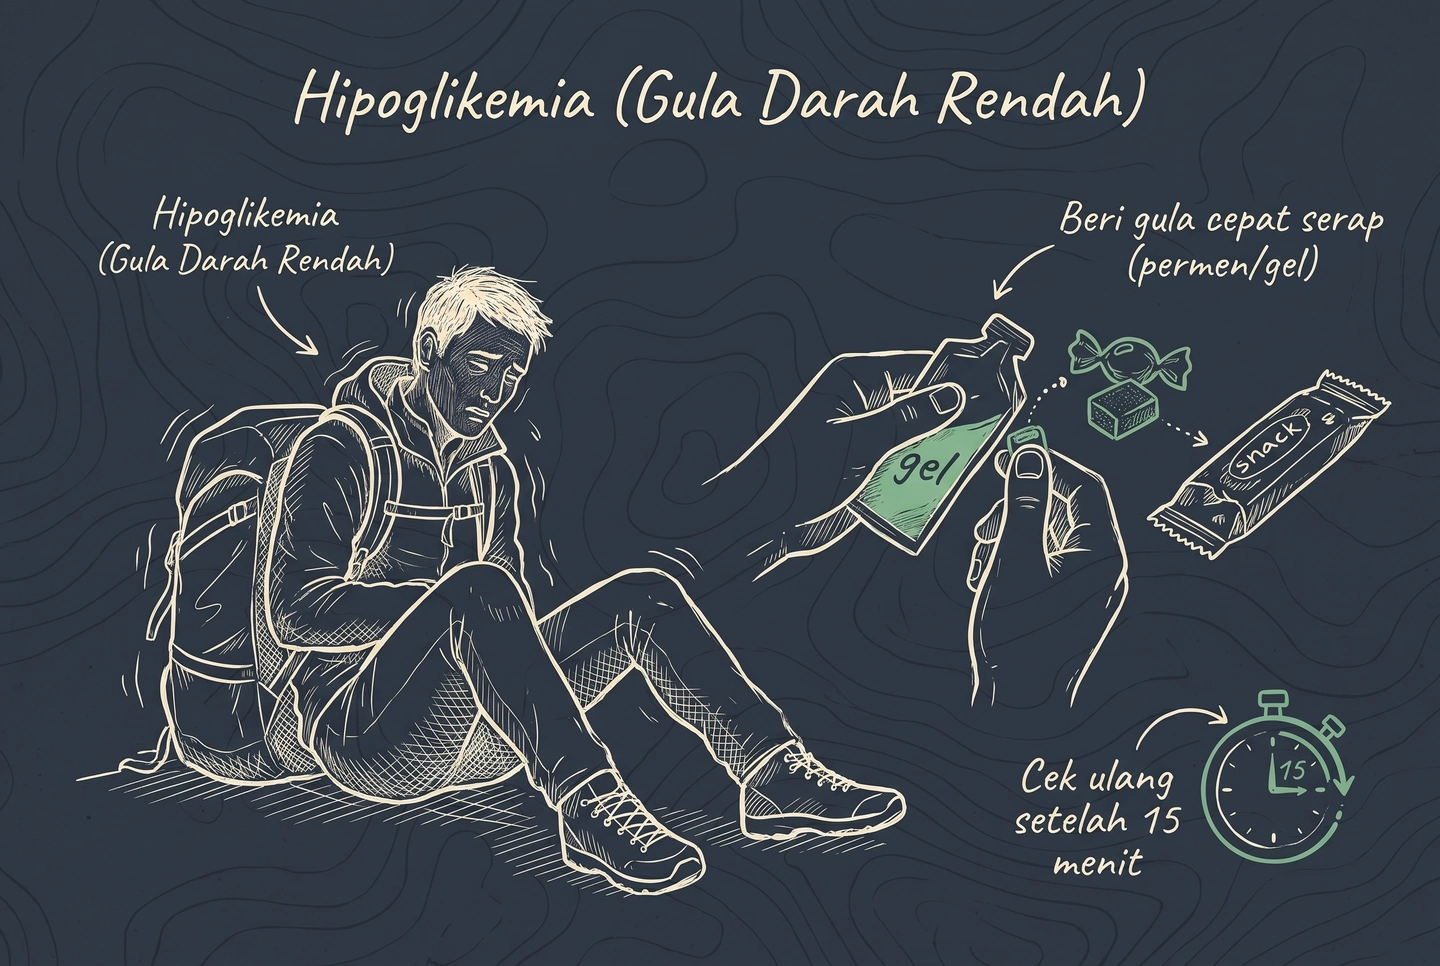 Hipoglikemia (Gula Darah Rendah)
Hipoglikemia
(Gula Darah Rendah)
Beri gula cepat serap
(permen/gel)
gel
snack
Cek ulang
setelah 15
menit
15